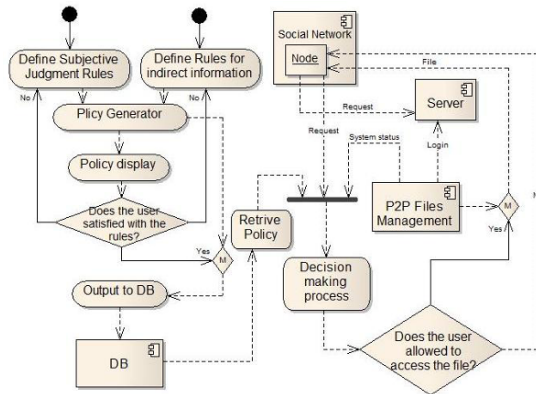 Define Subjective
Judgment Rules
Define Rules for
indirect information
No
No
Plicy Generator
Policy display
Does the user
satisfied with the
rules?
Yes
M
Output to DB
DB
Retrive
Policy
Social Network
Node
File
Request
Server
Request
System status
Login
P2P Files
Management
M
Yes
Decision
making
process
Does the user
allowed to
access the file?